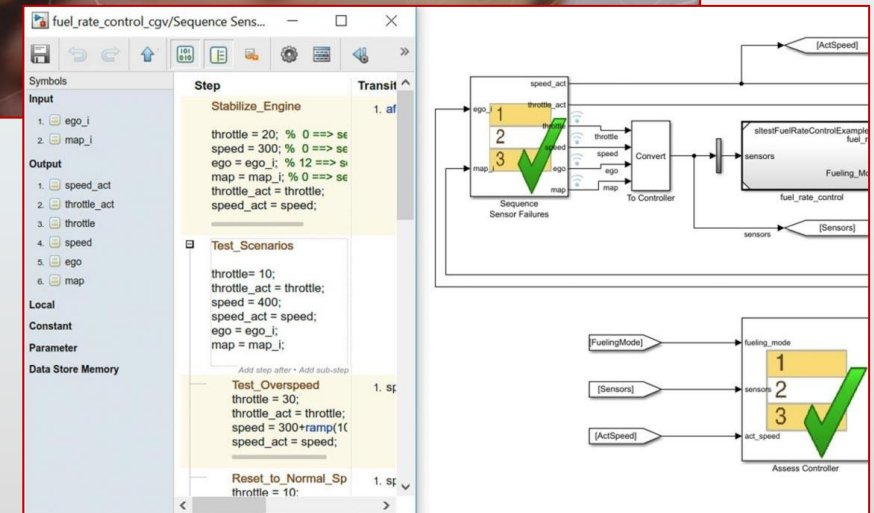 fuel_rate_control_cgv/Sequence Sens...
Symbols
Input
1. ego_i
2. map_i
Output
1. speed_act
2. throttle_act
3. throttle
4. speed
5. ego
6. map
Local
Constant
Parameter
Data Store Memory
Step
Transit
Stabilize_Engine
1. af
throttle = 20; % 0 ==> se
speed = 300; % 0 ==> se
ego = ego_i; % 12 ==> s
map = map_i; % 0 ==> se
throttle_act = throttle;
speed_act = speed;
Test_Scenarios
throttle= 10;
throttle_act = throttle;
speed = 400;
speed_act = speed;
ego = ego_i;
map = map_i;
Add step after • Add sub-step
Test_Overspeed
1. sp
throttle = 30;
throttle_act = throttle;
speed = 300+ramp(10
speed_act = speed;
Reset_to_Normal_Sp
1. sp
throttle = 10;
[ActSpeed]
speed_act
ego_i
1
throttle_act
throttle
throttle
2
speed
speed
map_i
3
ego
ego
map
map
Sequence
Sensor Failures
Convert
To Controller
sltestFuelRateControlExample
fuel_r
sensors
Fueling_Mo
fuel_rate_control
sensors
[Sensors]
[FuelingMode]
fueling_mode
1
[Sensors]
sensors
2
3
[ActSpeed]
act_speed
Assess Controller